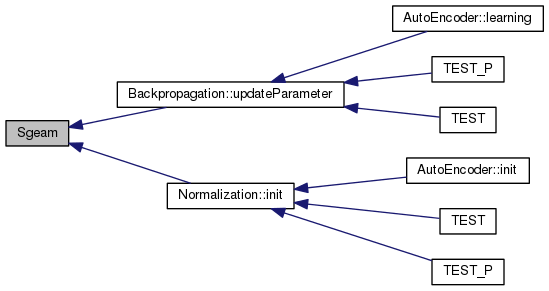 AutoEncoder::learning
TEST_P
Backpropagation::updateParameter
TEST
Sgeam
AutoEncoder::init
Normalization::init
TEST
TEST_P